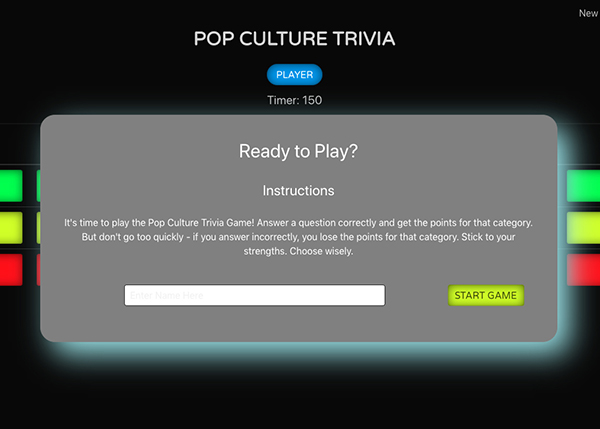 New
POP CULTURE TRIVIA
PLAYER
Timer: 150
Ready to Play?
Instructions
It's time to play the Pop Culture Trivia Game! Answer a question correctly and get the points for that category.
But don't go too quickly - if you answer incorrectly, you lose the points for that category. Stick to your
strengths. Choose wisely.
Enter Name Here
START GAME